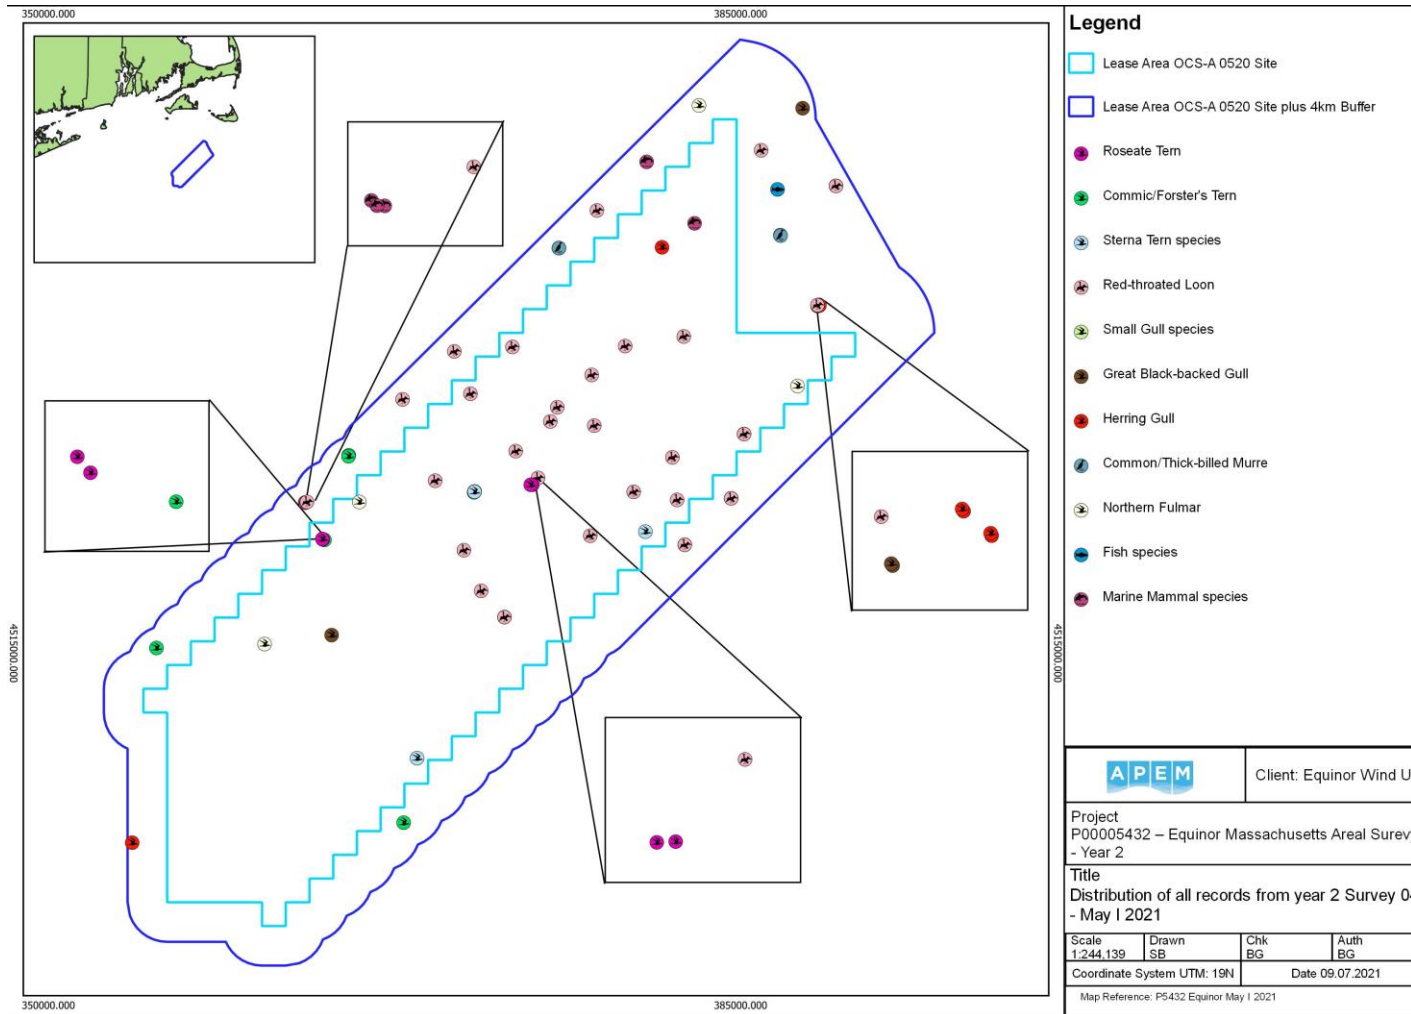 350000.000
385000.000
Legend
Lease Area OCS-A 0520 Site
Lease Area OCS-A 0520 Site plus 4km Buffer
Roseate Tern
Commic/Forster's Tern
Sterna Tern species
Red-throated Loon
Small Gull species
Great Black-backed Gull
Herring Gull
Common/Thick-billed Murre
Northern Fulmar
Fish species
Marine Mammal species
4515000.000
4515000.000
APEM
Client: Equinor Wind U
Project
P00005432 – Equinor Massachusetts Areal Surev
- Year 2
Title
Distribution of all records from year 2 Survey 04
- May I 2021
Scale
1:244,139
Drawn
SB
Chk
BG
Auth
BG
Coordinate System UTM: 19N
Date 09.07.2021
Map Reference: P5432 Equinor May I 2021
350000.000
385000.000